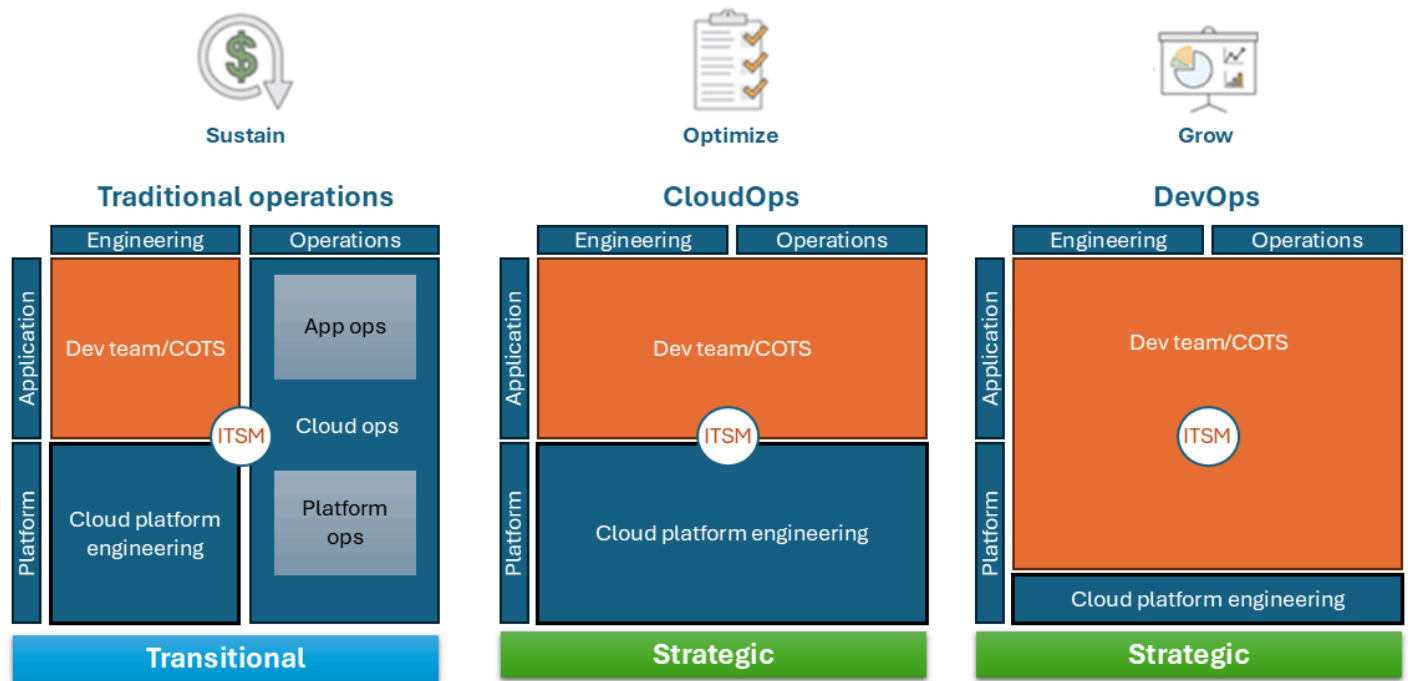 Sustain
Optimize
Grow
Traditional operations
Engineering
Operations
Application
Platform
Dev team/COTS
App ops
ITSM
Cloud ops
Cloud platform
engineering
Platform
ops
Transitional
CloudOps
Engineering
Operations
Application
Platform
Dev team/COTS
ITSM
Cloud platform engineering
Strategic
DevOps
Engineering
Operations
Application
Platform
Dev team/COTS
ITSM
Cloud platform engineering
Strategic